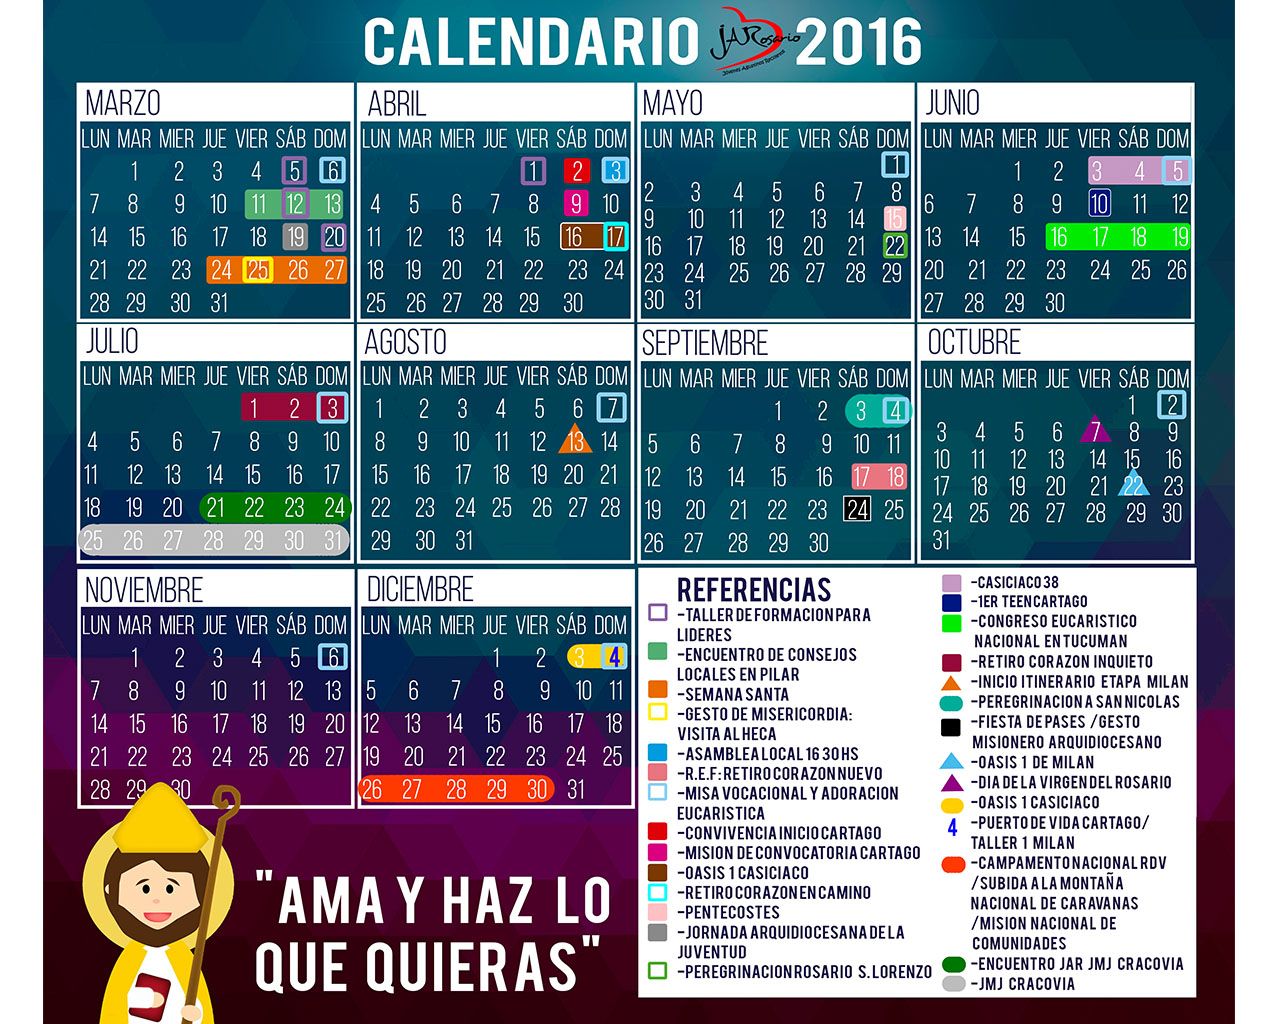 CALENDARIO JARosario 2016
Jóvenes Agustinos Recoletos
MARZO
LUN MAR MIER JUE VIER SÁB DOM
1 2 3 4 5 6
7 8 9 10 11 12 13
14 15 16 17 18 19 20
21 22 23 24 25 26 27
28 29 30 31
ABRIL
LUN MAR MIER JUE VIER SÁB DOM
1 2 3
4 5 6 7 8 9 10
11 12 13 14 15 16 17
18 19 20 21 22 23 24
25 26 27 28 29 30
MAYO
LUN MAR MIER JUE VIER SÁB DOM
1
2 3 4 5 6 7 8
9 10 11 12 13 14 15
16 17 18 19 20 21 22
23 24 25 26 27 28 29
30 31
JUNIO
LUN MAR MIER JUE VIER SÁB DOM
1 2 3 4 5
6 7 8 9 10 11 12
13 14 15 16 17 18 19
20 21 22 23 24 25 26
27 28 29 30
JULIO
LUN MAR MIER JUE VIER SÁB DOM
1 2 3
4 5 6 7 8 9 10
11 12 13 14 15 16 17
18 19 20 21 22 23 24
25 26 27 28 29 30 31
AGOSTO
LUN MAR MIER JUE VIER SÁB DOM
1 2 3 4 5 6 7
8 9 10 11 12 13 14
15 16 17 18 19 20 21
22 23 24 25 26 27 28
29 30 31
SEPTIEMBRE
LUN MAR MIER JUE VIER SÁB DOM
1 2 3 4
5 6 7 8 9 10 11
12 13 14 15 16 17 18
19 20 21 22 23 24 25
26 27 28 29 30
OCTUBRE
LUN MAR MIER JUE VIER SÁB DOM
1 2
3 4 5 6 7 8 9
10 11 12 13 14 15 16
17 18 19 20 21 22 23
24 25 26 27 28 29 30
31
NOVIEMBRE
LUN MAR MIER JUE VIER SÁB DOM
1 2 3 4 5 6
7 8 9 10 11 12 13
14 15 16 17 18 19 20
21 22 23 24 25 26 27
28 29 30
DICIEMBRE
LUN MAR MIER JUE VIER SÁB DOM
1 2 3 4
5 6 7 8 9 10 11
12 13 14 15 16 17 18
19 20 21 22 23 24 25
26 27 28 29 30 31
REFERENCIAS
-TALLER DE FORMACION PARA
LIDERES
-ENCUENTRO DE CONSEJOS
LOCALES EN PILAR
-SEMANA SANTA
-GESTO DE MISERICORDIA:
VISITA AL HECA
-ASAMBLEA LOCAL 16 30 HS
-R.E.F: RETIRO CORAZON NUEVO
-MISA VOCACIONAL Y ADORACION
EUCARISTICA
-CONVIVENCIA INICIO CARTAGO
-MISION DE CONVOCATORIA CARTAGO
-OASIS 1 CASICIACO
-RETIRO CORAZON EN CAMINO
-PENTECOSTES
-JORNADA ARQUIDIOCESANA DE LA
JUVENTUD
-PEREGRINACION ROSARIO S. LORENZO
-CASICIACO 38
-1ER TEENCARTAGO
-CONGRESO EUCARISTICO
NACIONAL EN TUCUMAN
-RETIRO CORAZON INQUIETO
-INICIO ITINERARIO ETAPA MILAN
-PEREGRINACION A SAN NICOLAS
-FIESTA DE PASES /GESTO
MISIONERO ARQUIDIOCESANO
-OASIS 1 DE MILAN
-DIA DE LA VIRGEN DEL ROSARIO
-OASIS 1 CASICIACO
4 -PUERTO DE VIDA CARTAGO/
TALLER 1 MILAN
-CAMPAMENTO NACIONAL RDV
/SUBIDA A LA MONTAÑA
NACIONAL DE CARAVANAS
/MISION NACIONAL DE
COMUNIDADES
-ENCUENTRO JAR JMJ CRACOVIA
-JMJ CRACOVIA
"AMA Y HAZ LO
QUE QUIERAS"